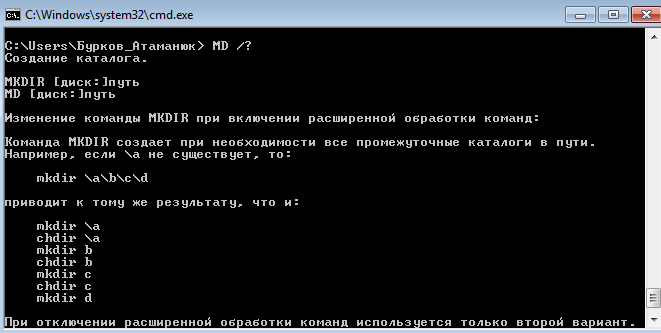 C:\Windows\system32\cmd.exe
C:\Users\Бурков_Атаманюк> MD /?
Создание каталога.
MKDIR [диск:]путь
MD [диск:]путь
Изменение команды MKDIR при включении расширенной обработки команд:
Команда MKDIR создает при необходимости все промежуточные каталоги в пути.
Например, если \a не существует, то:
mkdir \a\b\c\d
приводит к тому же результату, что и:
mkdir \a
chdir \a
mkdir b
chdir b
mkdir c
chdir c
mkdir d
При отключении расширенной обработки команд используется только второй вариант.